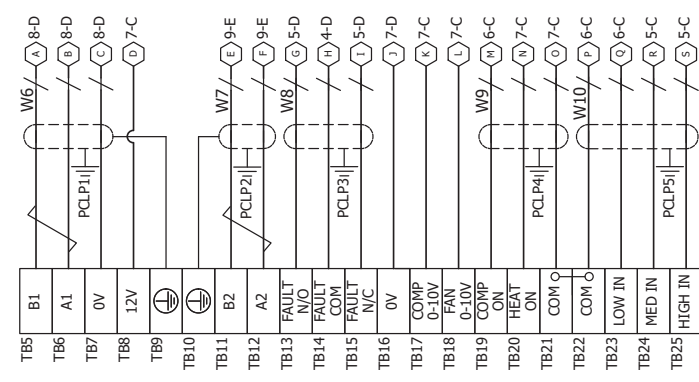 8-D
8-D
8-D
7-C
9-E
9-E
5-D
4-D
5-D
7-D
7-C
7-C
6-C
7-C
7-C
6-C
6-C
5-C
5-C
A
B
C
D
E
F
G
H
I
J
K
L
M
N
O
P
Q
R
S
W6
W7
W8
W9
W10
PCLP1
PCLP2
PCLP3
PCLP4
PCLP5
B1
A1
0V
12V
B2
A2
FAULT
N/O
FAULT
COM
FAULT
N/C
0V
COMP
0-10V
FAN
0-10V
COMP
ON
HEAT
ON
COM
COM
LOW IN
MED IN
HIGH IN
TB5
TB6
TB7
TB8
TB9
TB10
TB11
TB12
TB13
TB14
TB15
TB16
TB17
TB18
TB19
TB20
TB21
TB22
TB23
TB24
TB25